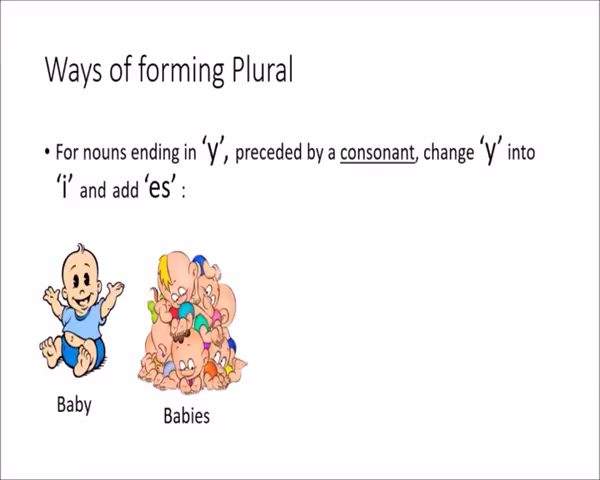 Ways of forming Plural
• For nouns ending in ‘y’, preceded by a consonant, change ‘y’ into
‘i’ and add ‘es’ :
Baby
Babies